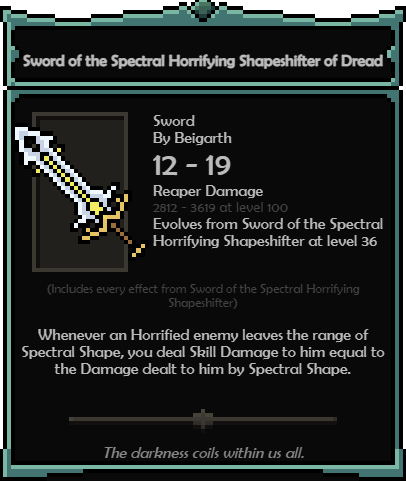 Sword of the Spectral Horrifying Shapeshifter of Dread
Sword
By Beigarth
12 - 19
Reaper Damage
2812 - 3619 at level 100
Evolves from Sword of the Spectral
Horrifying Shapeshifter at level 36
(Includes every effect from Sword of the Spectral Horrifying
Shapeshifter)
Whenever an Horrified enemy leaves the range of
Spectral Shape, you deal Skill Damage to him equal to
the Damage dealt to him by Spectral Shape.
The darkness coils within us all.